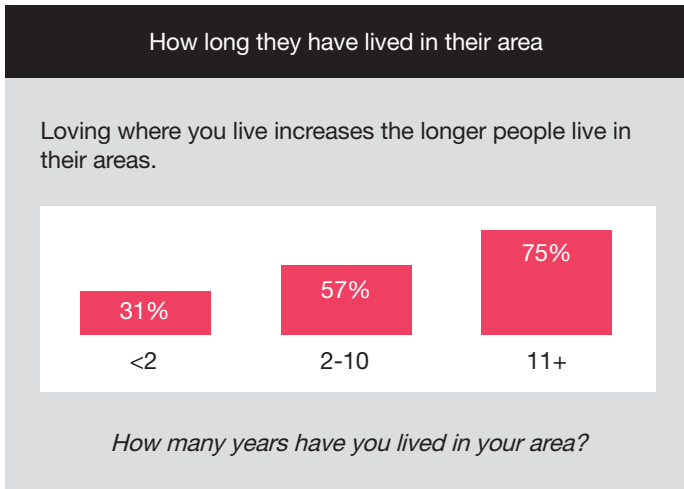 How long they have lived in their area
Loving where you live increases the longer people live in
their areas.
31%
57%
75%
<2
2-10
11+
How many years have you lived in your area?